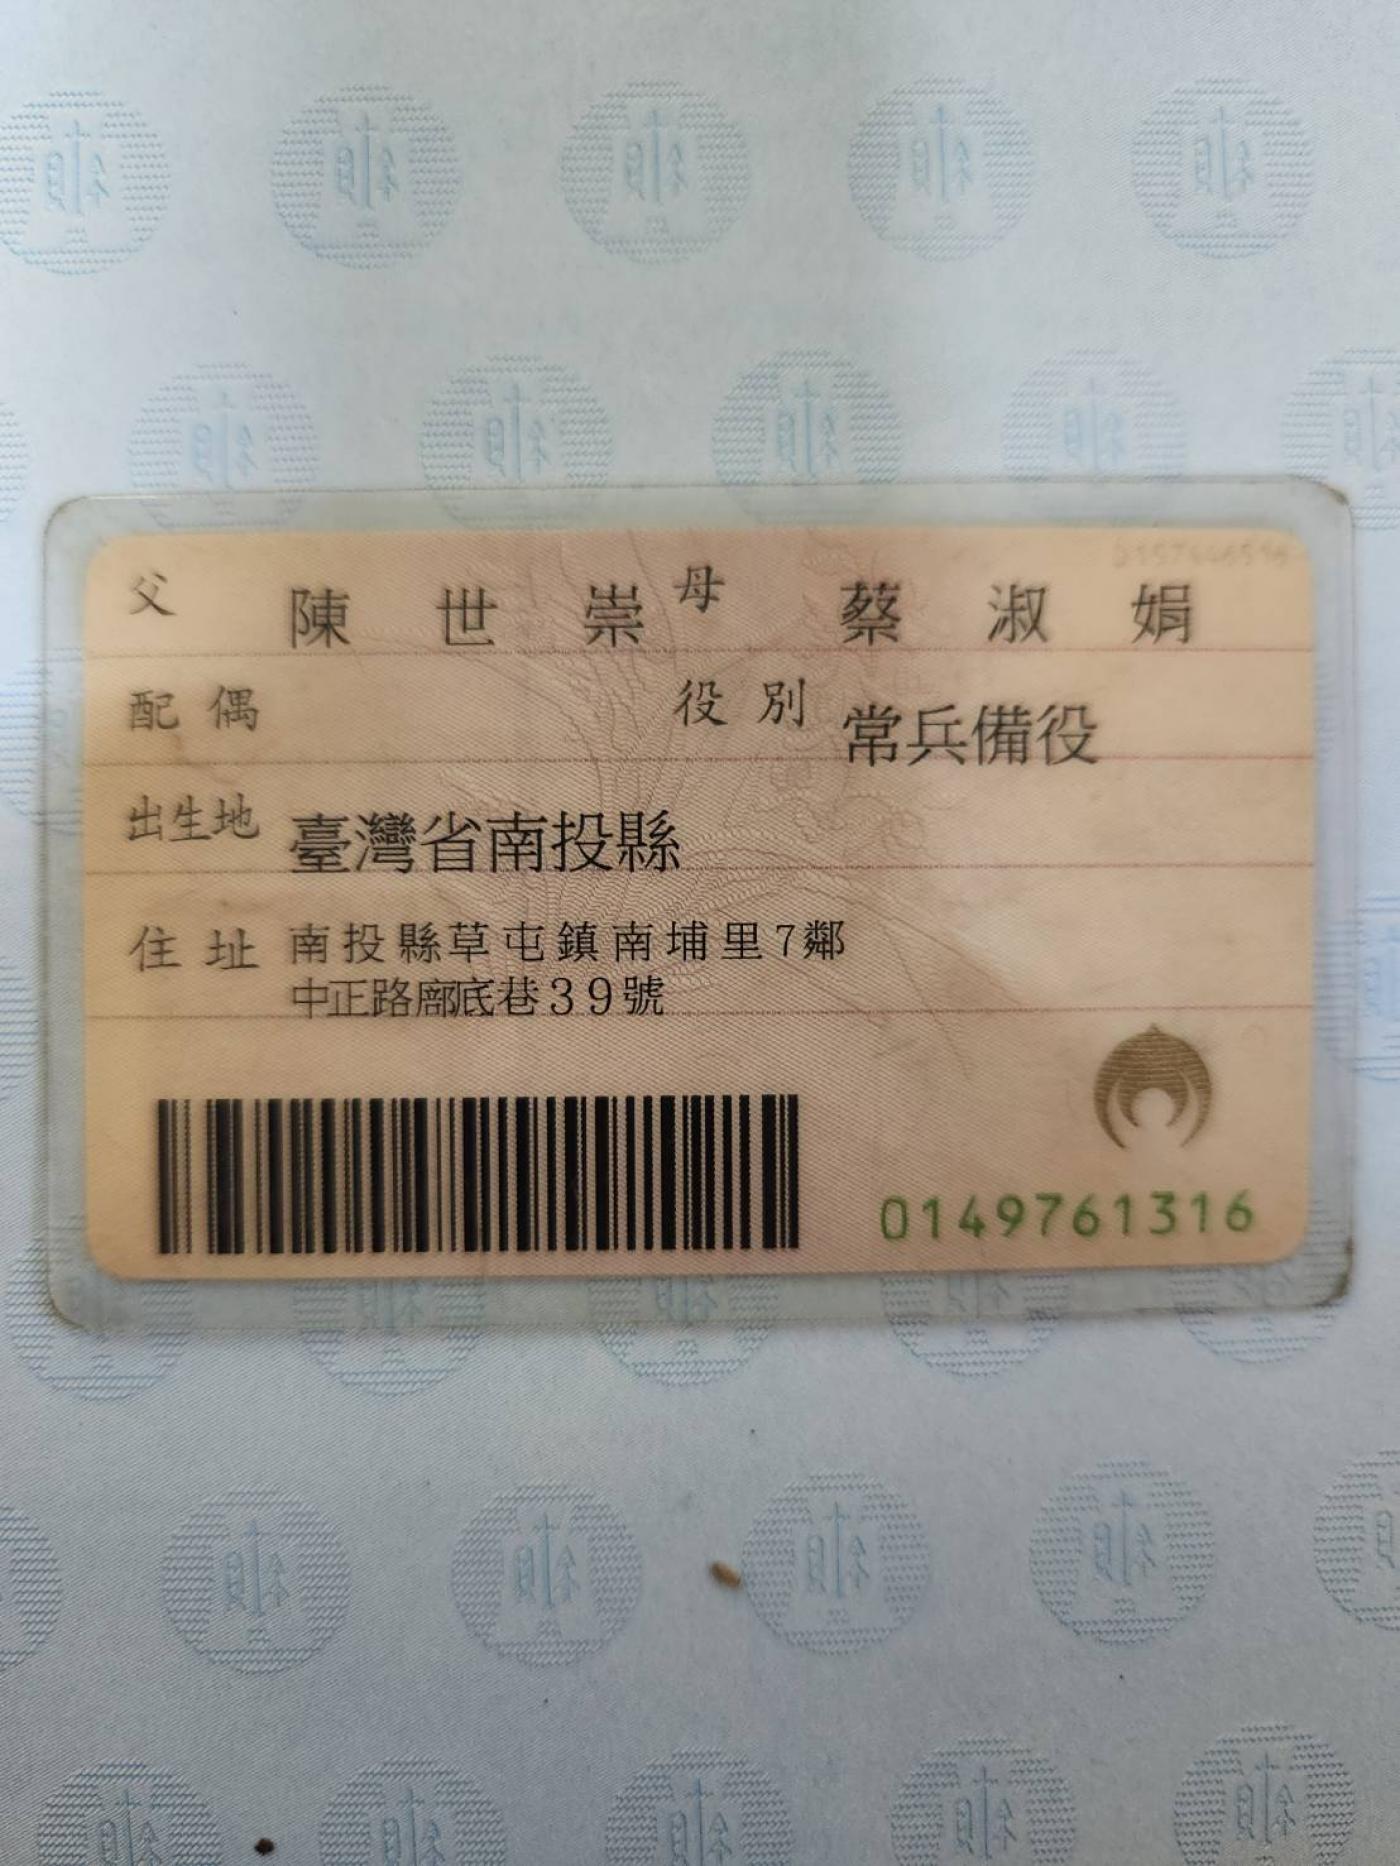 父 陳世崇 母 蔡淑娟
配偶 役別 常兵備役
出生地 臺灣省南投縣
住址 南投縣草屯鎮南埔里7鄰
中正路廍底巷39號
0149761316